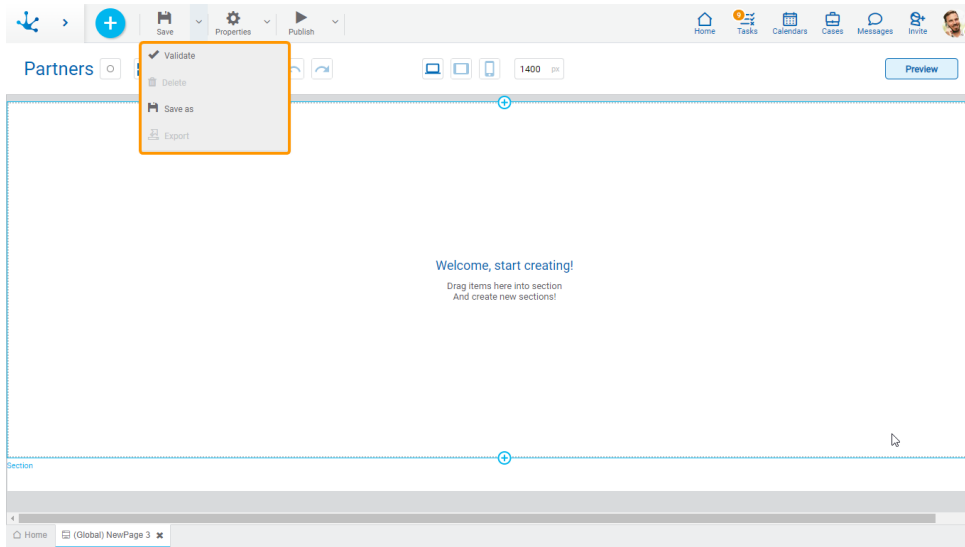 Save
Properties
Publish
Home
9
Tasks
Calendars
Cases
Messages
Invite
Validate
Delete
Save as
Export
Partners
1400 px
Preview
Welcome, start creating!
Drag items here into section
And create new sections!
Section
Home
(Global) NewPage 3